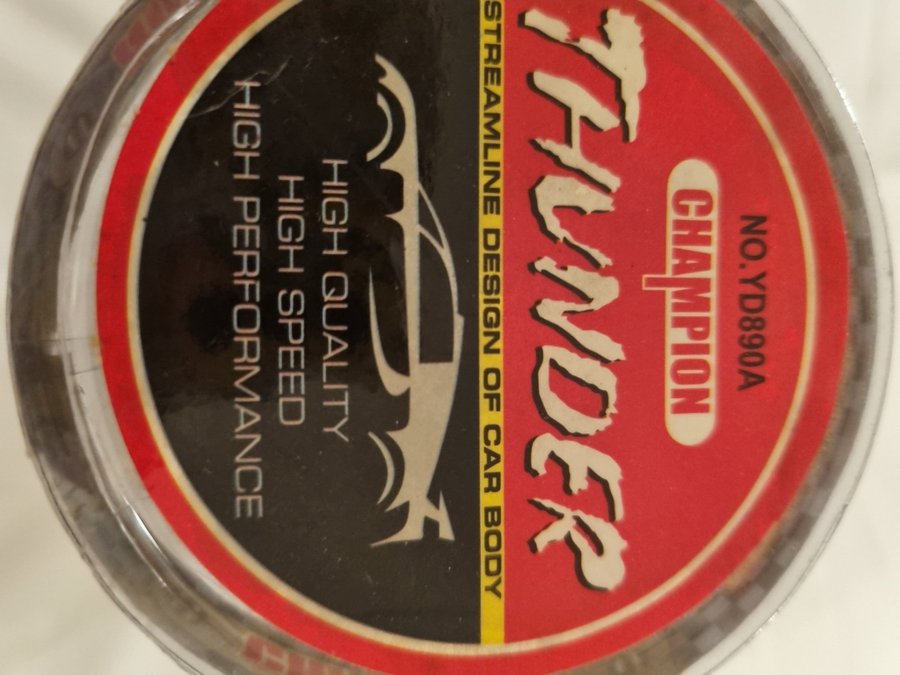 NO.YD890A
CHAMPION
THUNDER
STREAMLINE DESIGN OF CAR BODY
HIGH QUALITY
HIGH SPEED
HIGH PERFORMANCE